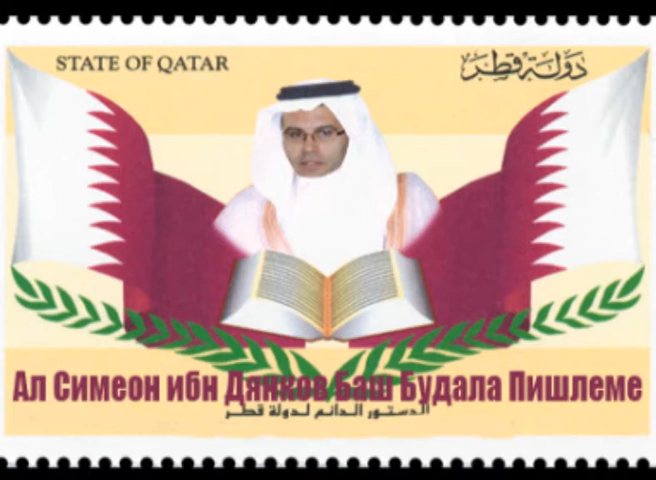 STATE OF QATAR
دولة قطر
Ал Симеон ибн Дянков Баш Будала Пишлеме
الدستور الدائم لدولة قطر